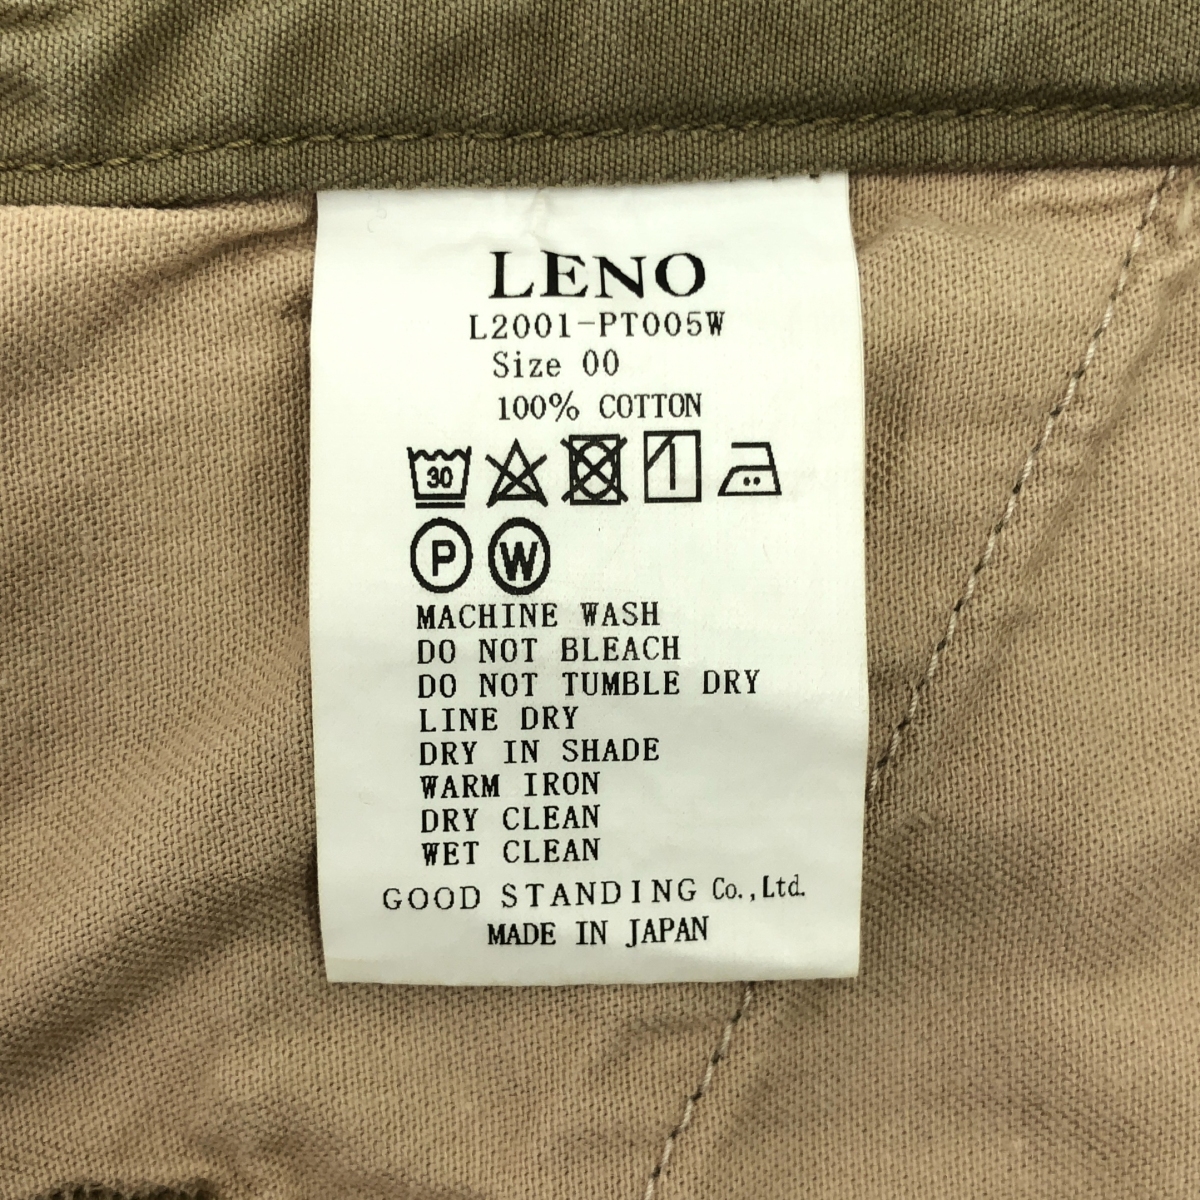 LENO
L2001-PT005W
Size 00
100% COTTON
30
P W
MACHINE WASH
DO NOT BLEACH
DO NOT TUMBLE DRY
LINE DRY
DRY IN SHADE
WARM IRON
DRY CLEAN
WET CLEAN
GOOD STANDING Co.,Ltd.
MADE IN JAPAN